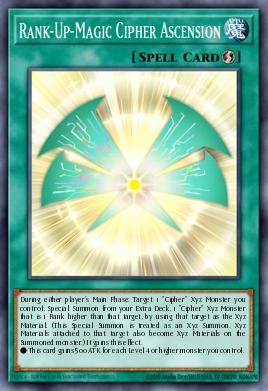 Rank-Up-Magic Cipher Ascension
魔
[Spell Card]
During either player's Main Phase: Target 1 "Cipher" Xyz Monster you
control; Special Summon from your Extra Deck, 1 "Cipher" Xyz Monster
that is 1 Rank higher than that target, by using that target as the Xyz
Material. (This Special Summon is treated as an Xyz Summon. Xyz
Materials attached to that target also become Xyz Materials on the
Summoned monster.) It gains this effect.
● This card gains 500 ATK for each Level 4 or higher monster you control.